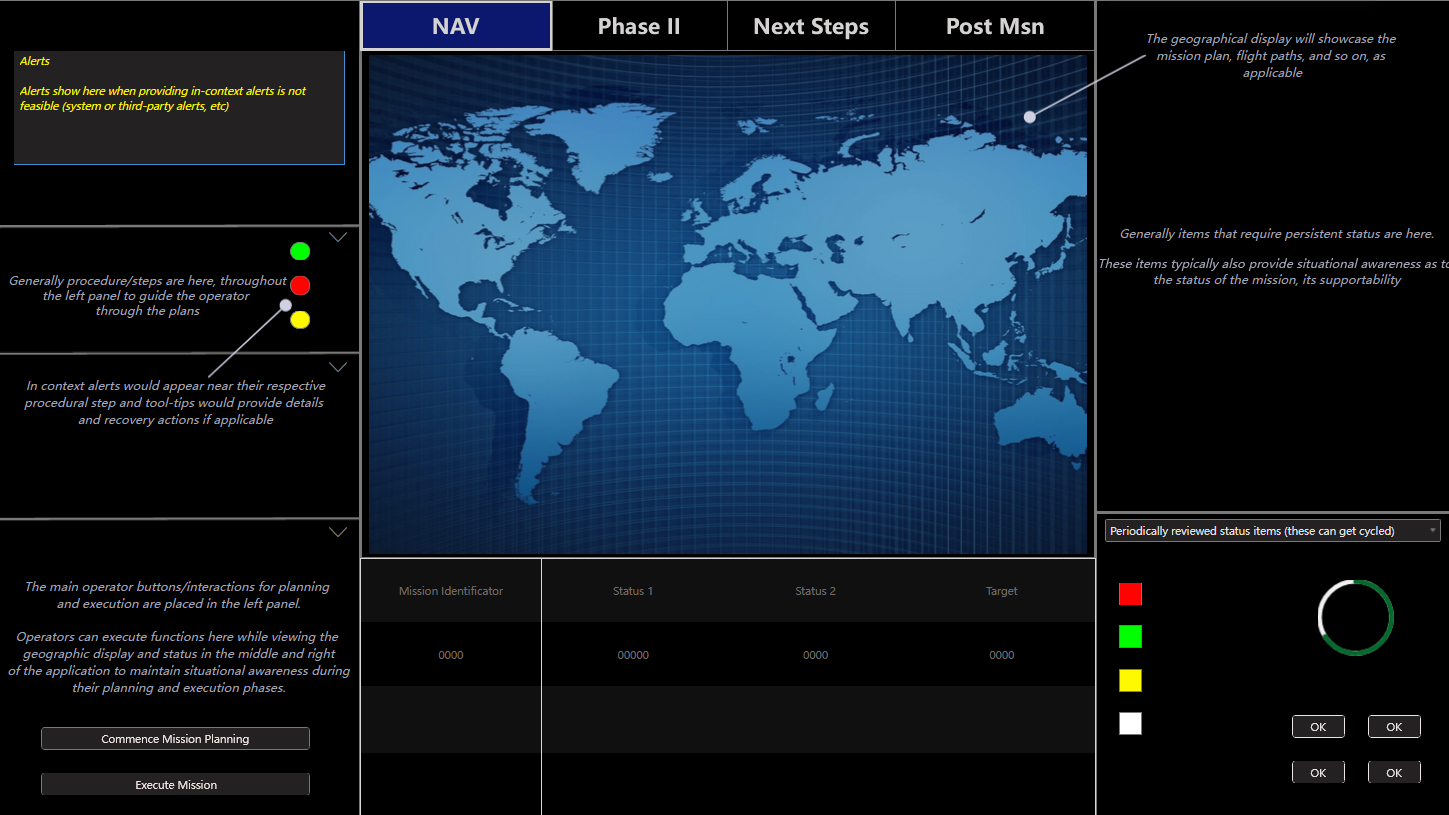 NAV
Phase II
Next Steps
Post Msn
Alerts
Alerts show here when providing in-context alerts is not
feasible (system or third-party alerts, etc)
Generally procedure/steps are here, throughout
the left panel to guide the operator
through the plans
In context alerts would appear near their respective
procedural step and tool-tips would provide details
and recovery actions if applicable
The main operator buttons/interactions for planning
and execution are placed in the left panel.
Operators can execute functions here while viewing the
geographic display and status in the middle and right
of the application to maintain situational awareness during
their planning and execution phases.
Commence Mission Planning
Execute Mission
Mission Identificator
Status 1
Status 2
Target
0000
00000
0000
0000
The geographical display will showcase the
mission plan, flight paths, and so on, as
applicable
Generally items that require persistent status are here.
These items typically also provide situational awareness as to
the status of the mission, its supportability
Periodically reviewed status items (these can get cycled)
OK
OK
OK
OK